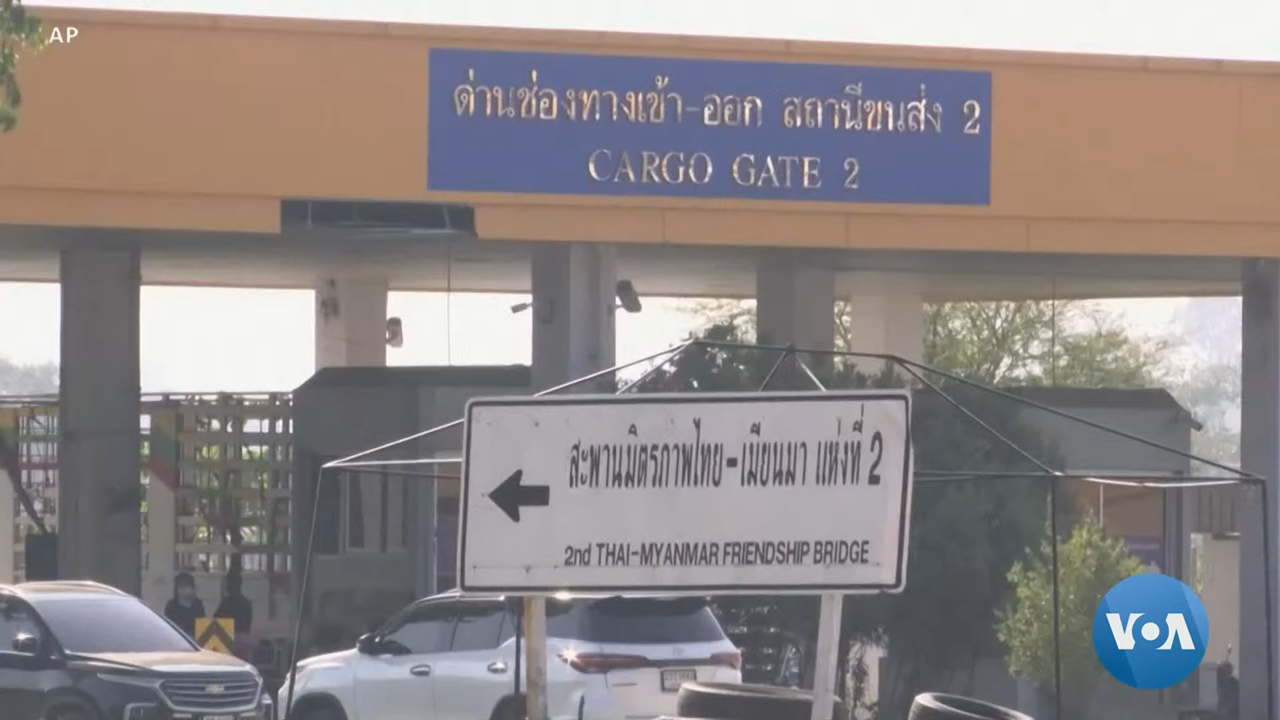 AP
ด่านช่องทางเข้า-ออก สถานีขนส่ง 2
CARGO GATE 2
สะพานมิตรภาพไทย-เมียนมา แห่งที่ 2
2nd THAI-MYANMAR FRIENDSHIP BRIDGE
VOA